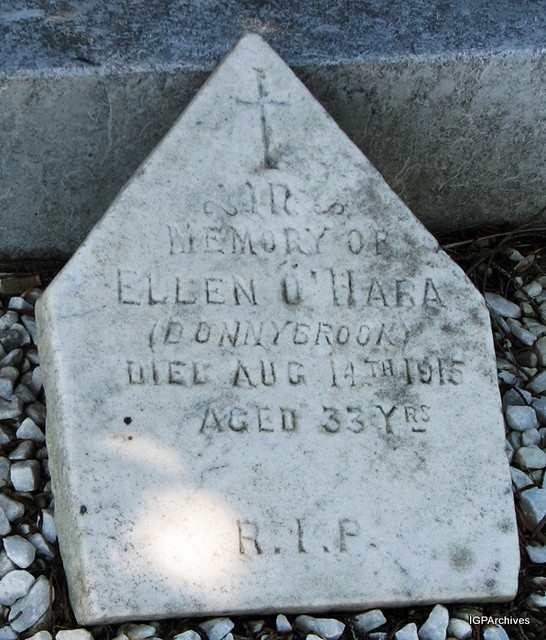 IN
MEMORY OF
ELLEN O'HARA
(DONNYBROOK)
DIED AUG 14TH 1915
AGED 33 YRS
R.I.P.
IGPArchives